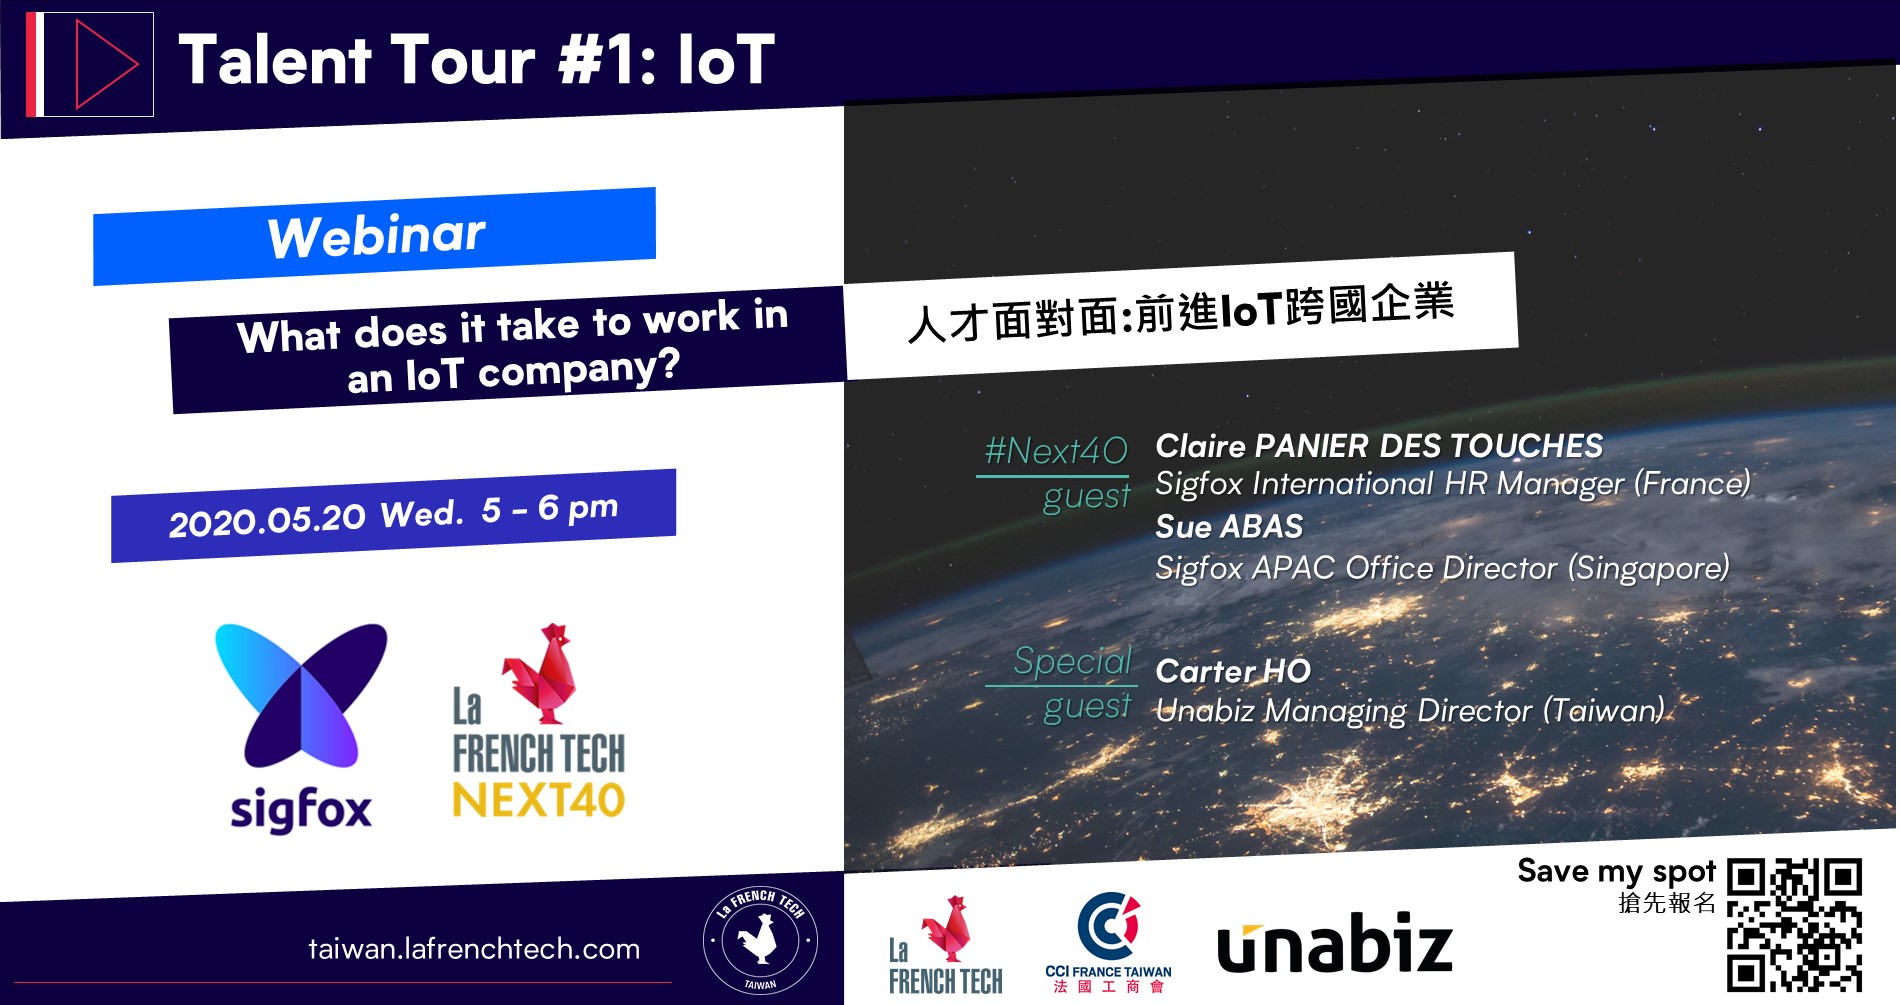 Talent Tour #1: IoT
Webinar
What does it take to work in
an IoT company?
人才面對面:前進IoT跨國企業
2020.05.20 Wed. 5 - 6 pm
sigfox
La
FRENCH TECH
NEXT40
#Next40
guest
Claire PANIER DES TOUCHES
Sigfox International HR Manager (France)
Sue ABAS
Sigfox APAC Office Director (Singapore)
Special
guest
Carter HO
Unabiz Managing Director (Taiwan)
taiwan.lafrenchtech.com
La FRENCH TECH
TAIWAN
La
FRENCH TECH
CCI FRANCE TAIWAN
法國工商會
unabiz
Save my spot
搶先報名